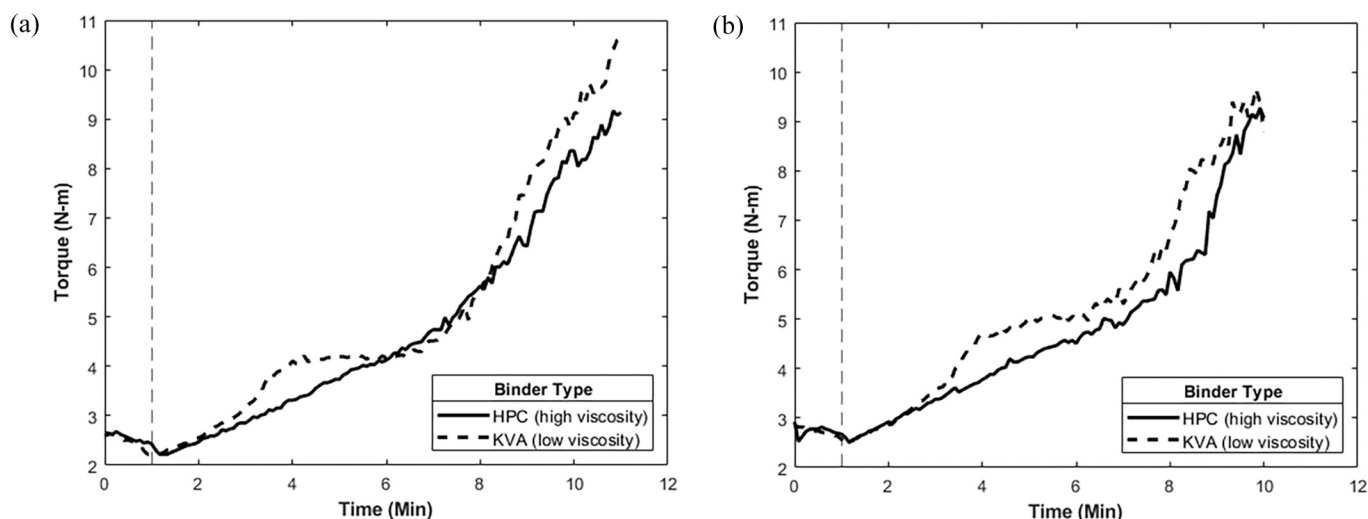 (a)
11
10
9
8
7
6
5
4
3
2
Torque (N-m)
0 2 4 6 8 10 12
Time (Min)
Binder Type
HPC (high viscosity)
KVA (low viscosity)
(b)
11
10
9
8
7
6
5
4
3
2
Torque (N-m)
0 2 4 6 8 10 12
Time (Min)
Binder Type
HPC (high viscosity)
KVA (low viscosity)